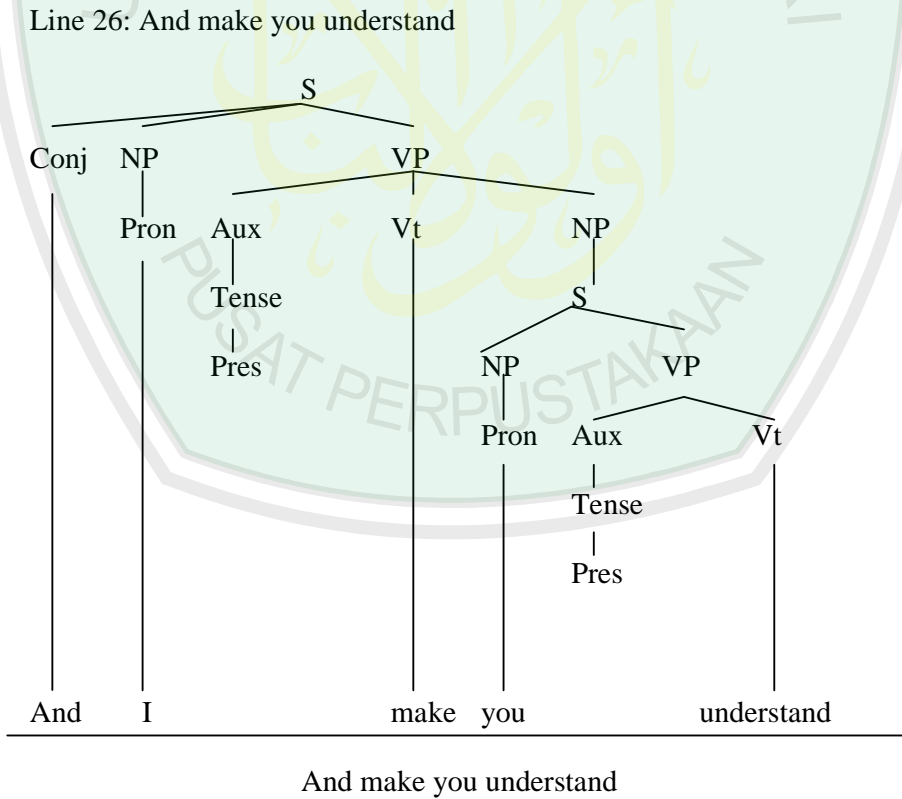 Line 26: And make you understand
S
Conj NP VP
Pron Aux Vt NP
Tense S
Pres NP VP
Pron Aux Vt
Tense
Pres
And I make you understand
And make you understand
PUSAT PERPUSTAKAAN